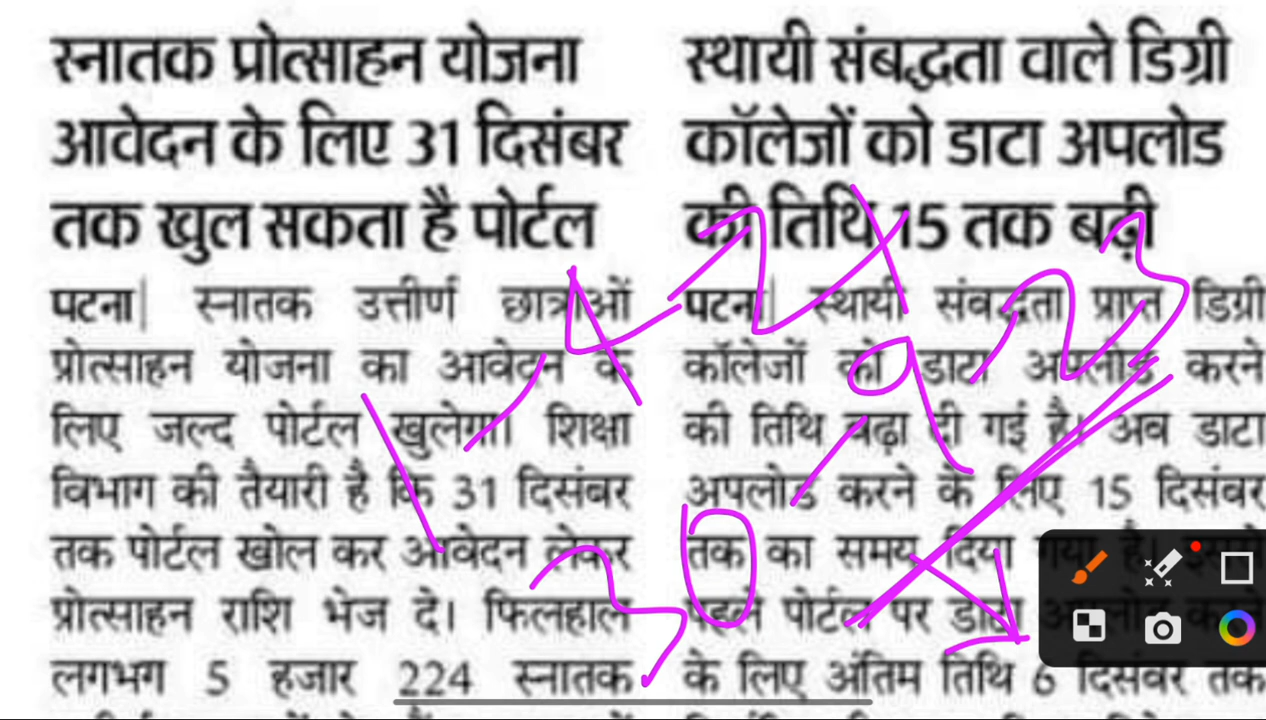 स्नातक प्रोत्साहन योजना
आवेदन के लिए 31 दिसंबर
तक खुल सकता है पोर्टल
पटना| स्नातक उत्तीर्ण छात्राओं
प्रोत्साहन योजना का आवेदन के
लिए जल्द पोर्टल खुलेगा। शिक्षा
विभाग की तैयारी है कि 31 दिसंबर
तक पोर्टल खोल कर आवेदन लेकर
प्रोत्साहन राशि भेज दे। फिलहाल
लगभग 5 हजार 224 स्नातक
स्थायी संबद्धता वाले डिग्री
कॉलेजों को डाटा अपलोड
की तिथि 15 तक बढ़ी
पटना| स्थायी संबद्धता प्राप्त डिग्री
कॉलेजों को डाटा अपलोड करने
की तिथि बढ़ा दी गई है। अब डाटा
अपलोड करने के लिए 15 दिसंबर
तक का समय दिया गया है। इससे
पहले पोर्टल पर डाटा अपलोड करने
के लिए अंतिम तिथि 6 दिसंबर तक